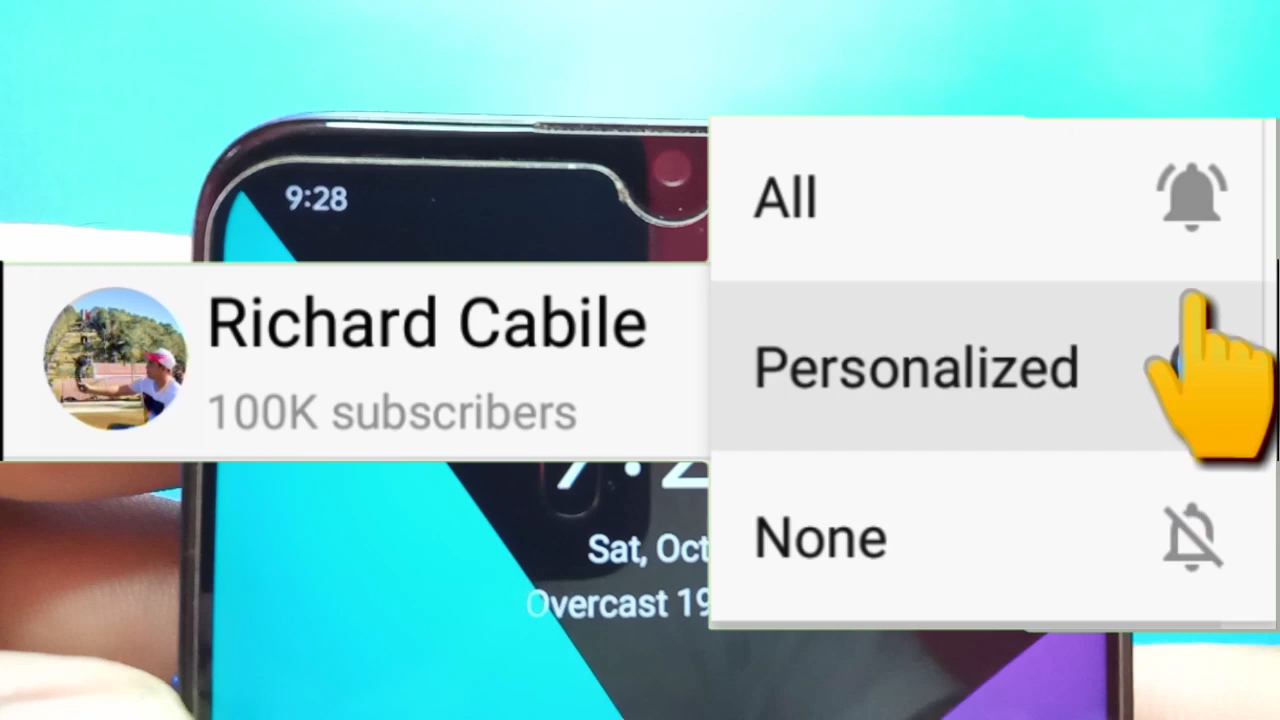 9:28
Richard Cabile
100K subscribers
All
Personalized
None
Sat, Oct
Overcast 19